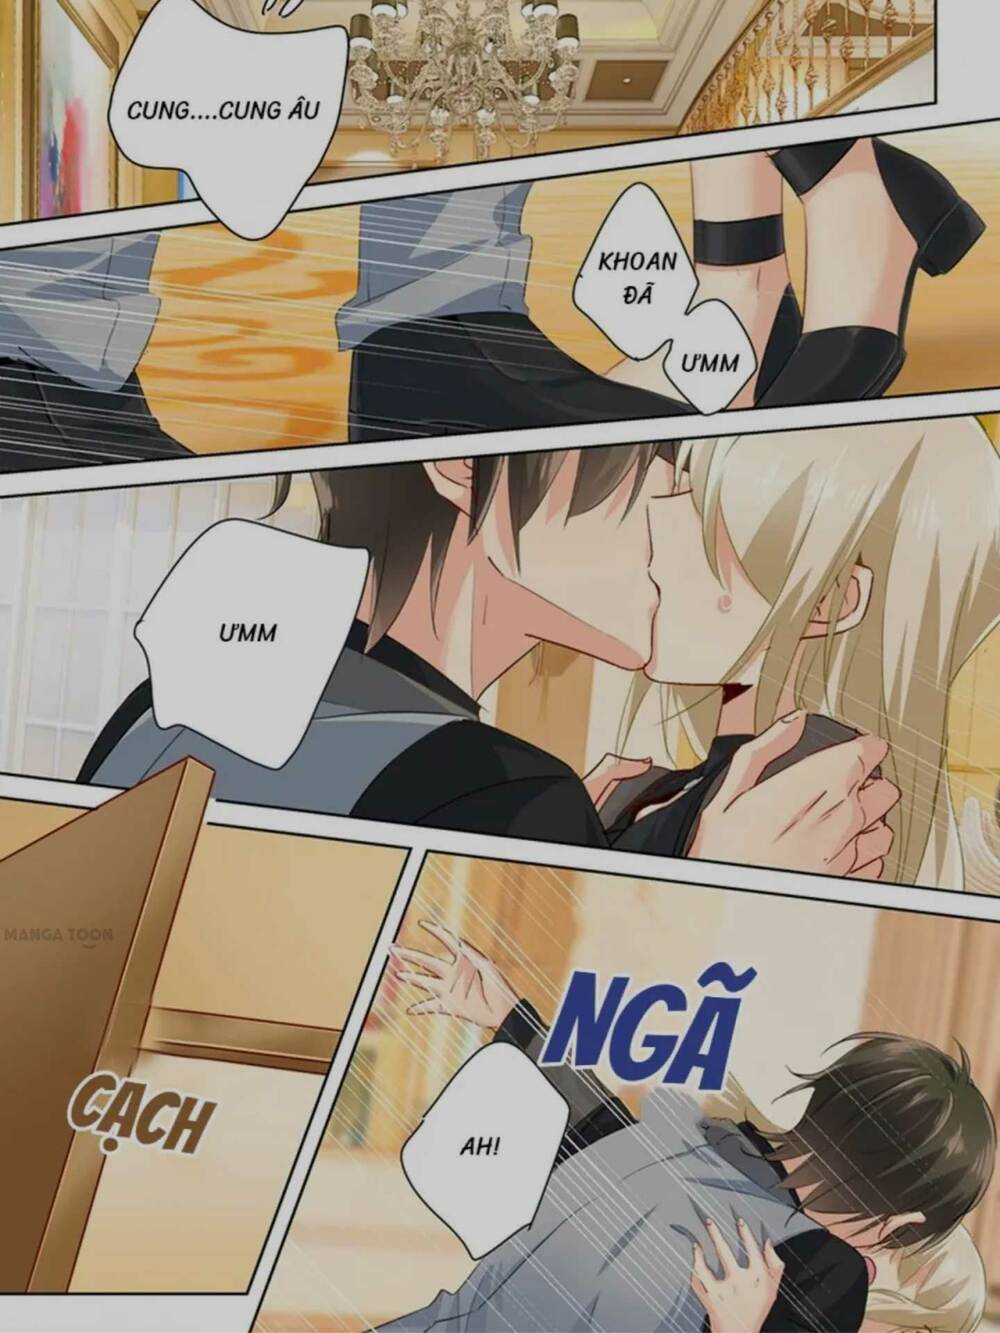 CUNG....CUNG ÂU
KHOAN
ĐÃ
ƯMM
ƯMM
MANGA TOON
NGÃ
CẠCH
AH!